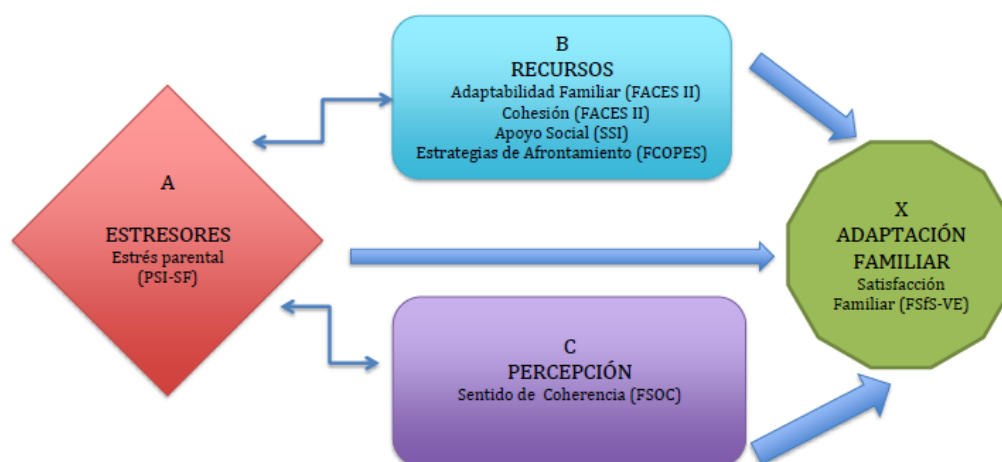 A
ESTRESORES
Estrés parental
(PSI-SF)
B
RECURSOS
Adaptabilidad Familiar (FACES II)
Cohesión (FACES II)
Apoyo Social (SSI)
Estrategias de Afrontamiento (FCOPES)
C
PERCEPCIÓN
Sentido de Coherencia (FSOC)
X
ADAPTACIÓN
FAMILIAR
Satisfacción
Familiar (FSfS-VE)